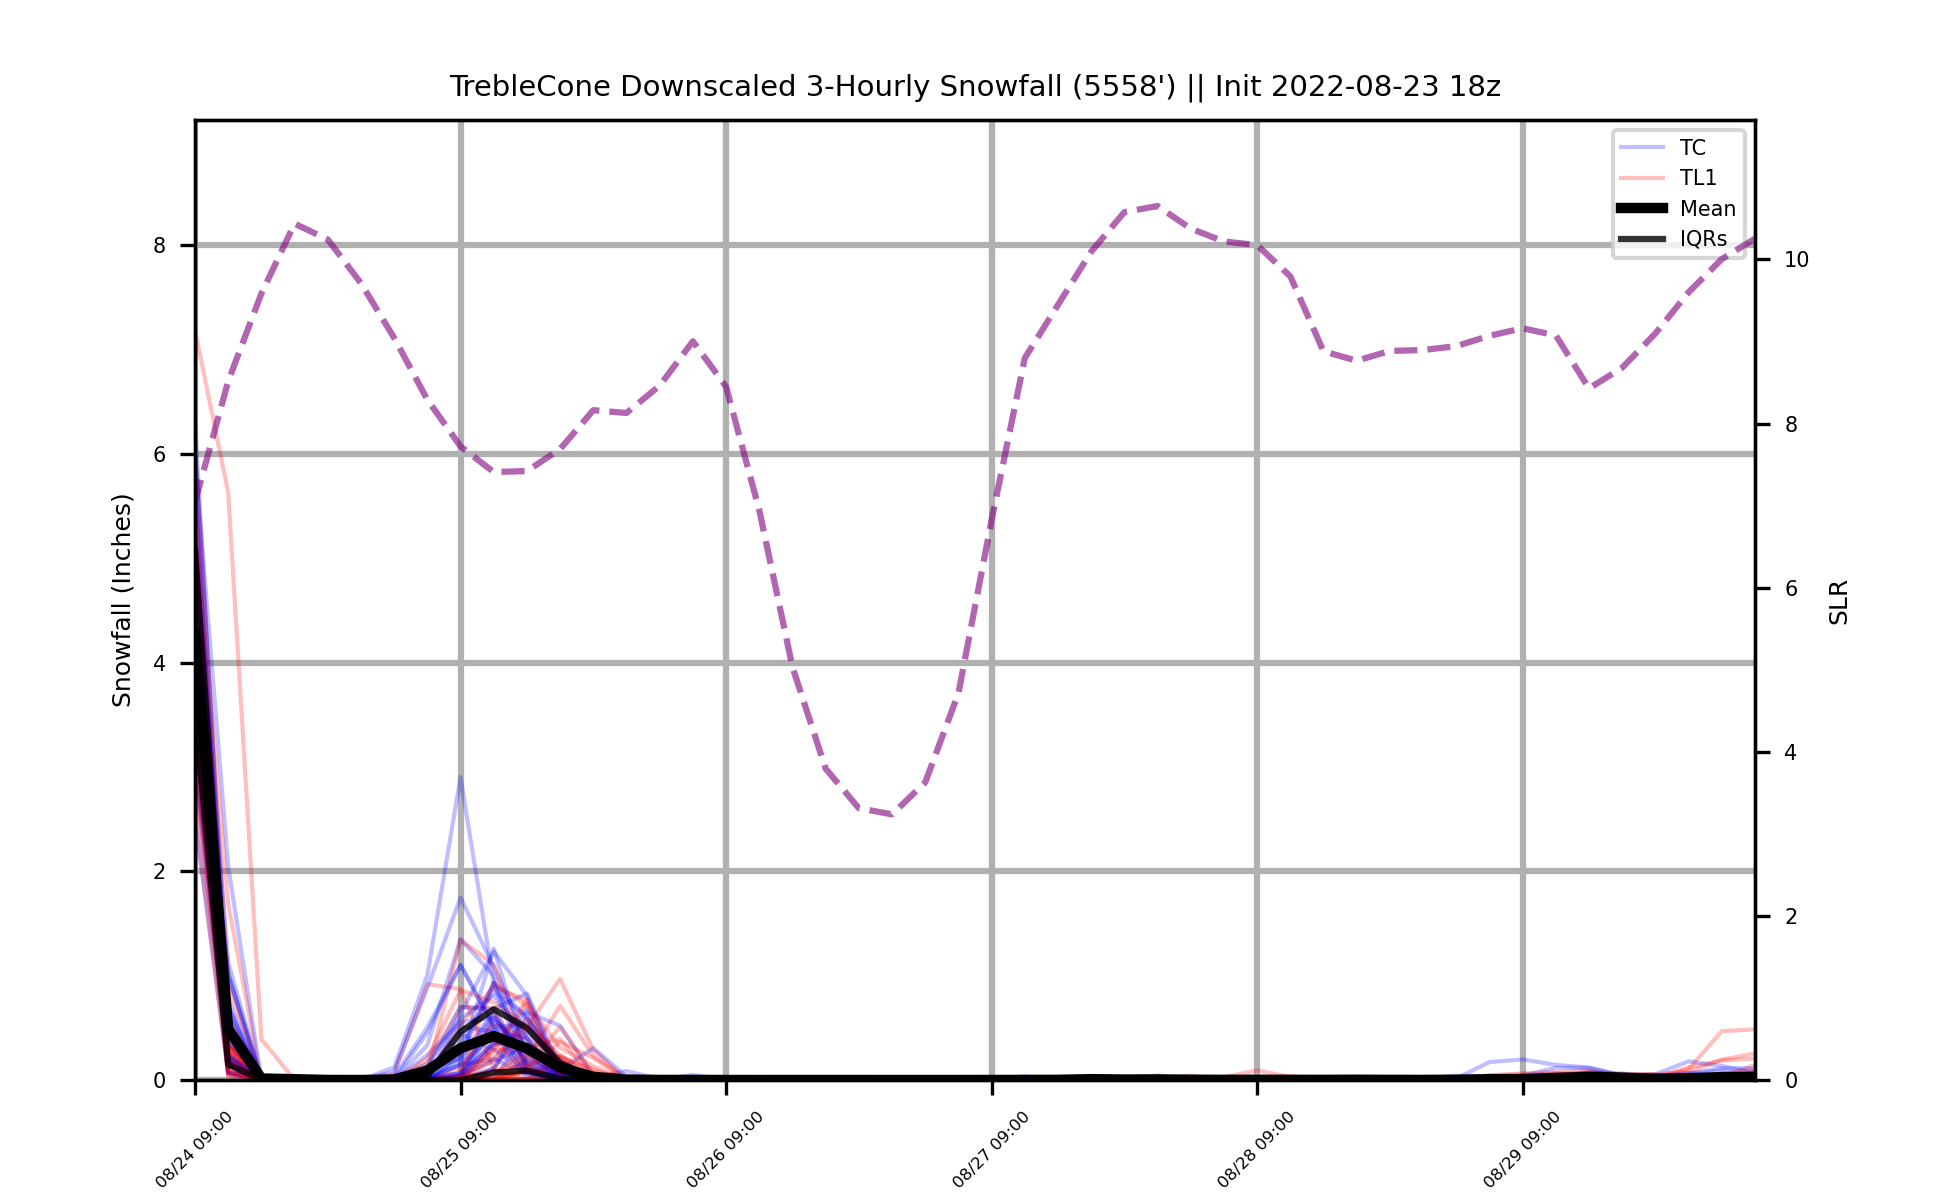 TrebleCone Downscaled 3-Hourly Snowfall (5558') || Init 2022-08-23 18z
TC
TL1
Mean
IQRs
Snowfall (Inches)
8
6
4
2
0
10
8
6
4
2
0
SLR
08/24 09:00
08/25 09:00
08/26 09:00
08/27 09:00
08/28 09:00
08/29 09:00